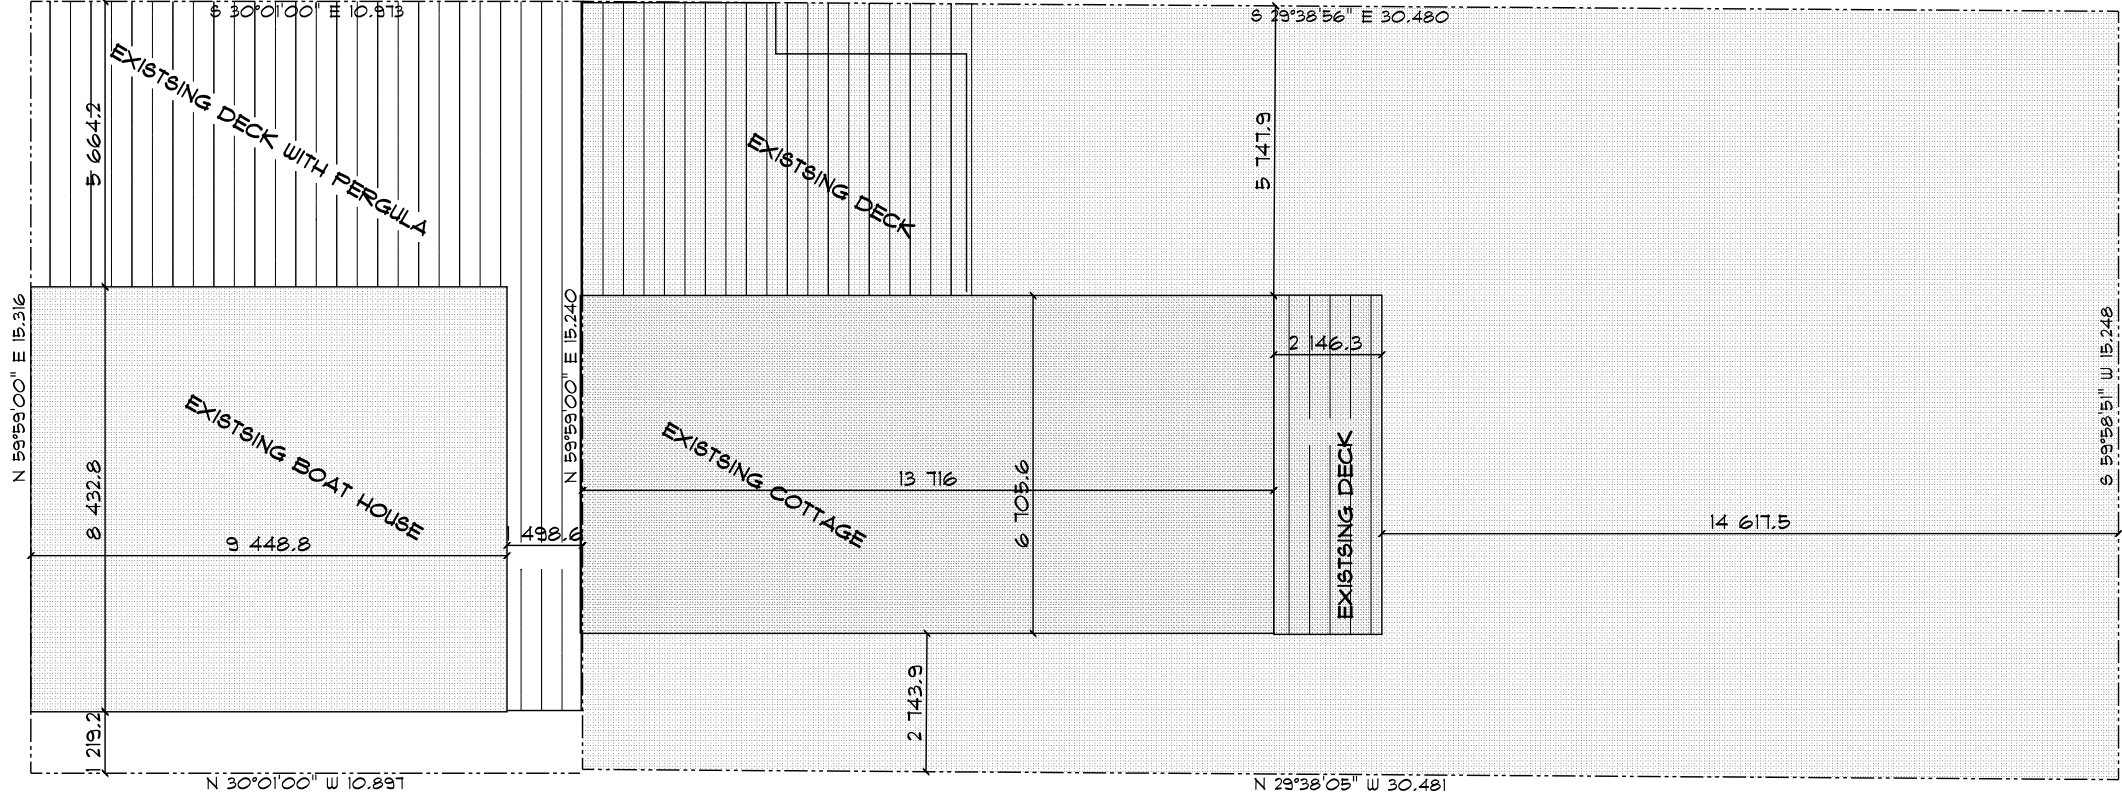 S 30°01'00" E 10.973
S 29°38'56" E 30.480
EXISTSING DECK WITH PERGULA
5 664.2
EXISTSING DECK
5 747.9
N 59°59'00" E 15.316
N 59°59'00" E 15.240
S 59°58'51" W 15.248
2 146.3
EXISTSING BOAT HOUSE
EXISTSING COTTAGE
13 716
6 705.6
EXISTSING DECK
8 432.8
9 448.8
1 498.6
14 617.5
2 743.9
1 219.2
N 30°01'00" W 10.897
N 29°38'05" W 30.481